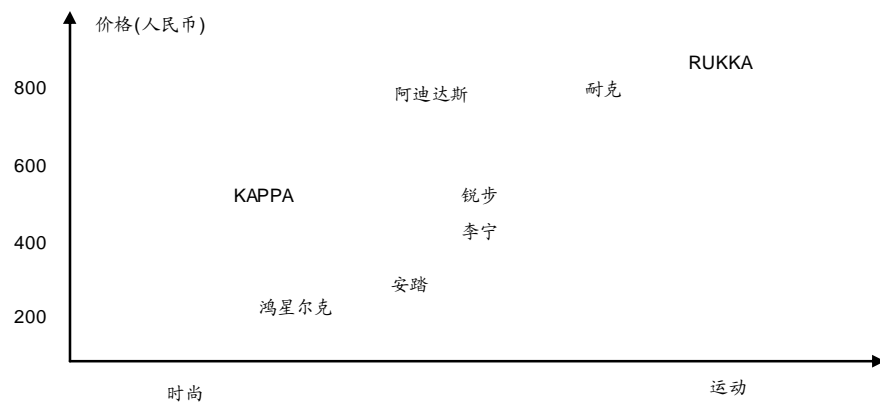 价格(人民币)
RUKKA
800
阿迪达斯
耐克
600
KAPPA
锐步
李宁
400
安踏
鸿星尔克
200
时尚
运动